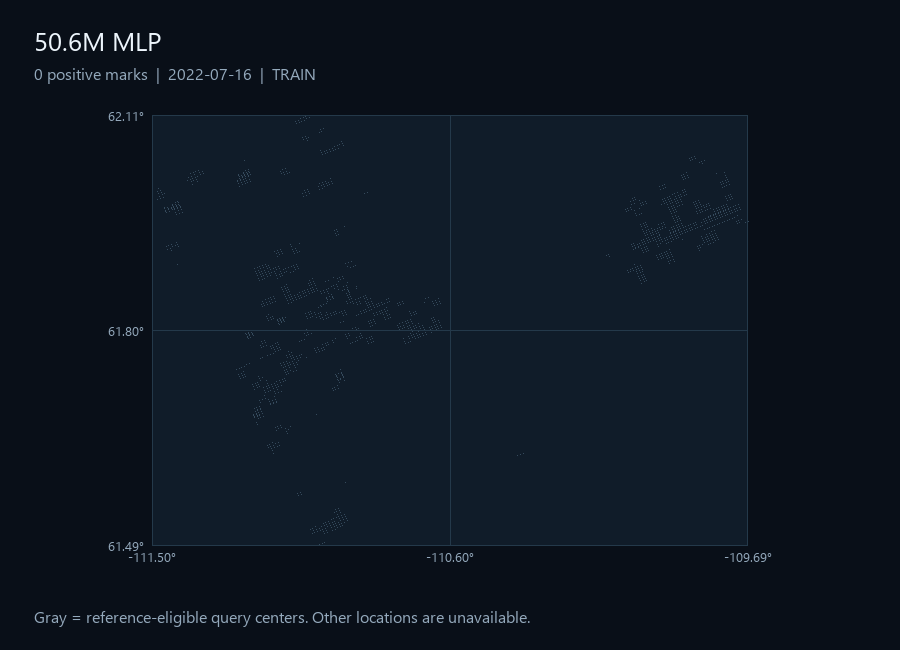 50.6M MLP
0 positive marks | 2022-07-16 | TRAIN
62.11°
61.80°
61.49°
-111.50°
-110.60°
-109.69°
Gray = reference-eligible query centers. Other locations are unavailable.